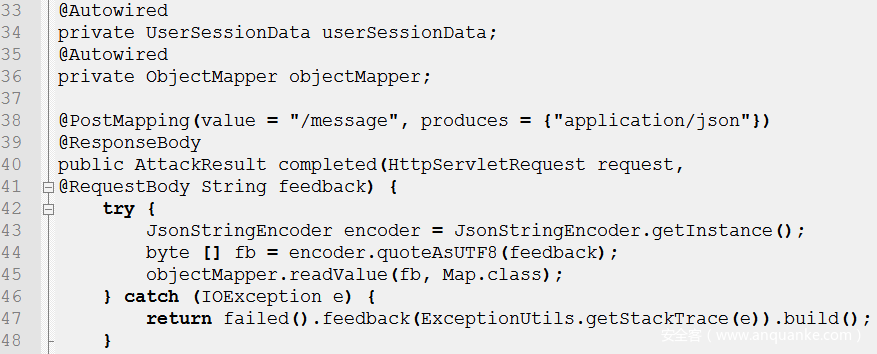 33 @Autowired
34 private UserSessionData userSessionData;
35 @Autowired
36 private ObjectMapper objectMapper;
37
38 @PostMapping(value = "/message", produces = {"application/json"})
39 @ResponseBody
40 public AttackResult completed(HttpServletRequest request,
41 @RequestBody String feedback) {
42     try {
43         JsonStringEncoder encoder = JsonStringEncoder.getInstance();
44         byte [] fb = encoder.quoteAsUTF8(feedback);
45         objectMapper.readValue(fb, Map.class);
46     } catch (IOException e) {
47         return failed().feedback(ExceptionUtils.getStackTrace(e)).build();
48     }
安全客（www.anquanke.com）